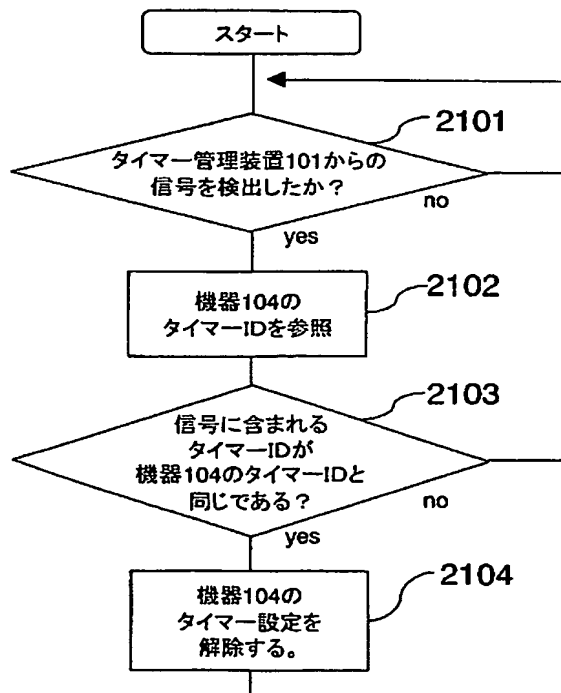 スタート
2101
タイマー管理装置101からの
信号を検出したか？
no
yes
2102
機器104の
タイマーIDを参照
2103
信号に含まれる
タイマーIDが
機器104のタイマーIDと
同じである？
no
yes
2104
機器104の
タイマー設定を
解除する。